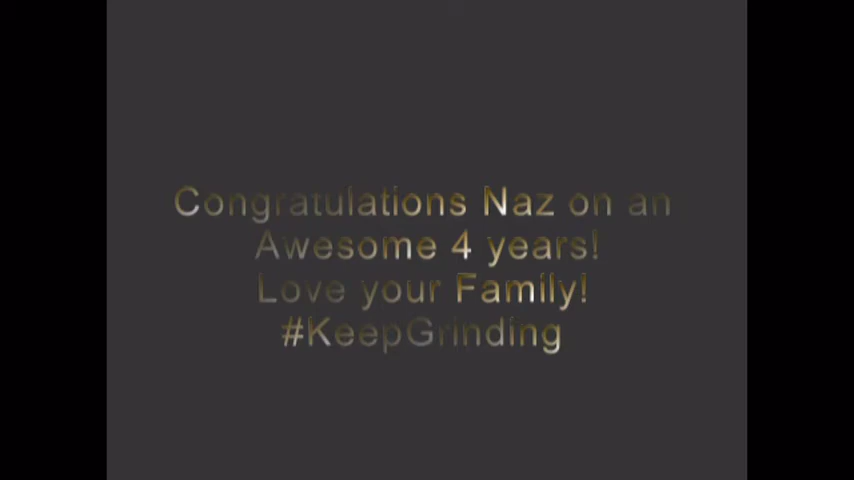 Congratulations Naz on an
Awesome 4 years!
Love your Family!
#KeepGrinding